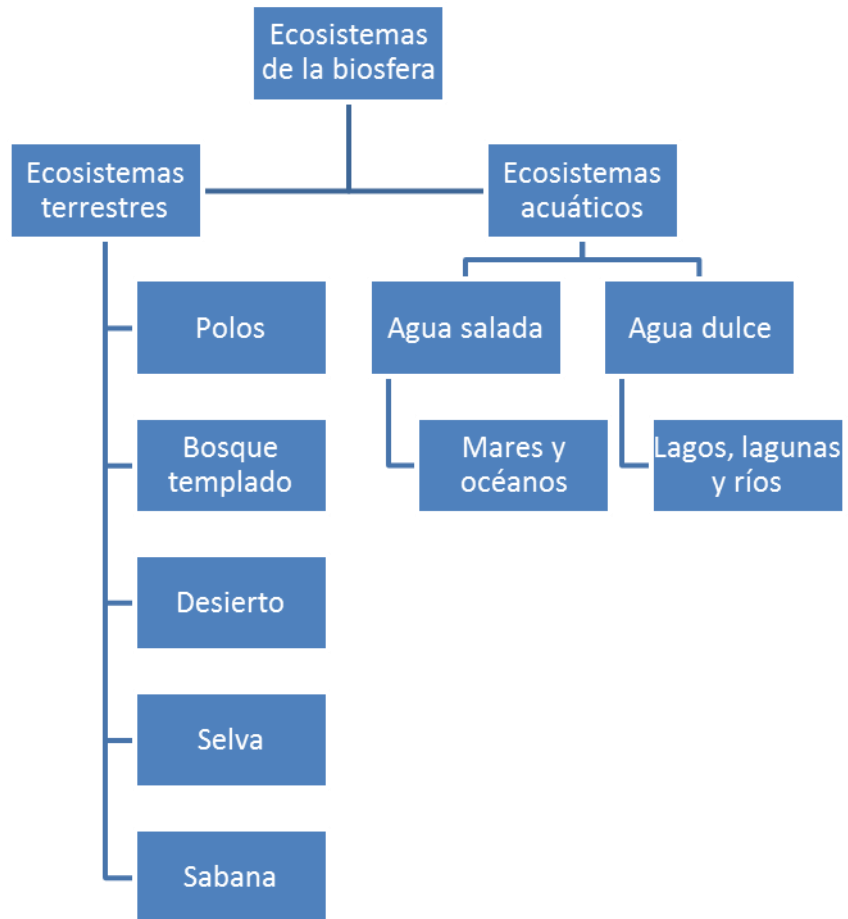 Ecosistemas
de la biosfera
Ecosistemas
terrestres
Polos
Bosque
templado
Desierto
Selva
Sabana
Ecosistemas
acuáticos
Agua salada
Mares y
océanos
Agua dulce
Lagos, lagunas
y ríos